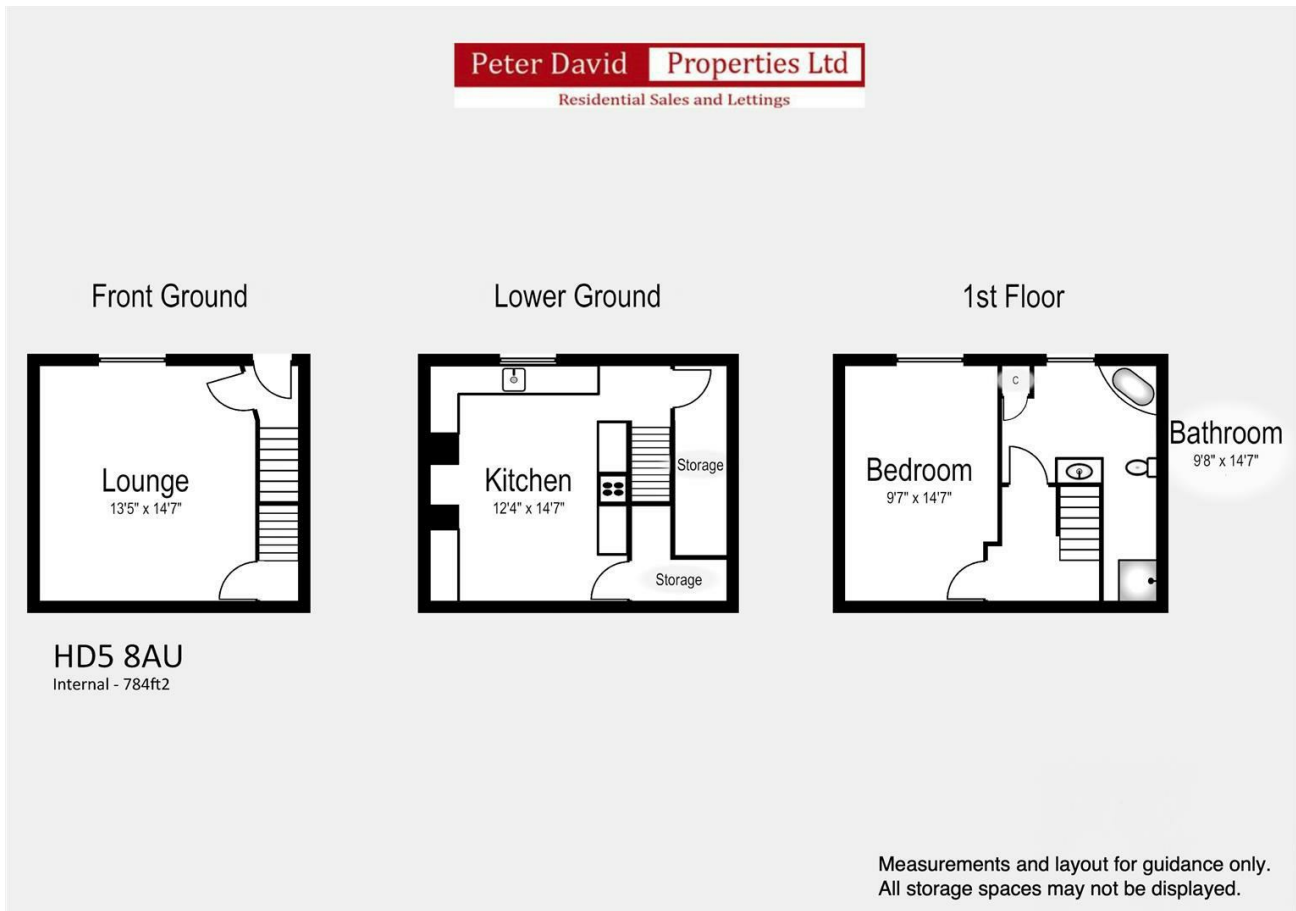 Peter David Properties Ltd
Residential Sales and Lettings
Front Ground
Lounge
13'5" x 14'7"
Lower Ground
Kitchen
12'4" x 14'7"
Storage
Storage
1st Floor
C
Bedroom
9'7" x 14'7"
Bathroom
9'8" x 14'7"
HD5 8AU
Internal - 784ft2
Measurements and layout for guidance only.
All storage spaces may not be displayed.